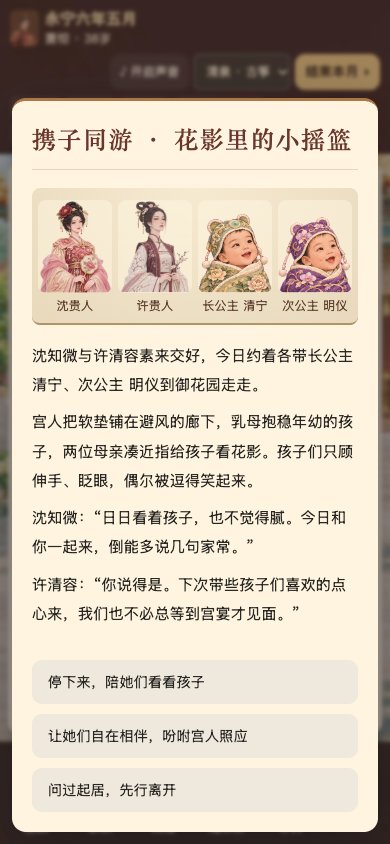 永宁六年五月
携子同游 · 花影里的小摇篮
沈贵人
许贵人
长公主 清宁
次公主 明仪
沈知微与许清容素来交好，今日约着各带长公主
清宁、次公主 明仪到御花园走走。
宫人把软垫铺在避风的廊下，乳母抱稳年幼的孩
子，两位母亲凑近指给孩子看花影。孩子们只顾
伸手、眨眼，偶尔被逗得笑起来。
沈知微：“日日看着孩子，也不觉得腻。今日和
你一起来，倒能多说几句家常。”
许清容：“你说得是。下次带些孩子们喜欢的点
心来，我们也不必总等到宫宴才见面。”
停下来，陪她们看看孩子
让她们自在相伴，吩咐宫人照应
问过起居，先行离开